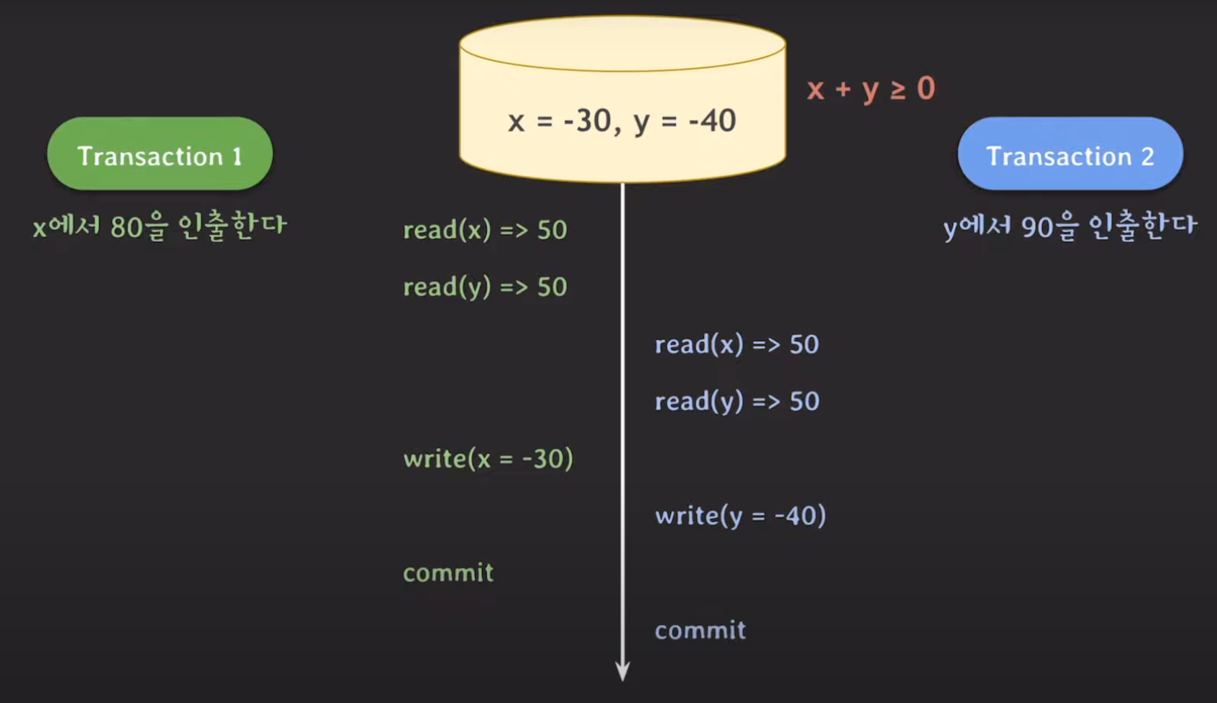 x = -30, y = -40
x + y ≥ 0
Transaction 1
x에서 80을 인출한다
Transaction 2
y에서 90을 인출한다
read(x) => 50
read(y) => 50
read(x) => 50
read(y) => 50
write(x = -30)
write(y = -40)
commit
commit